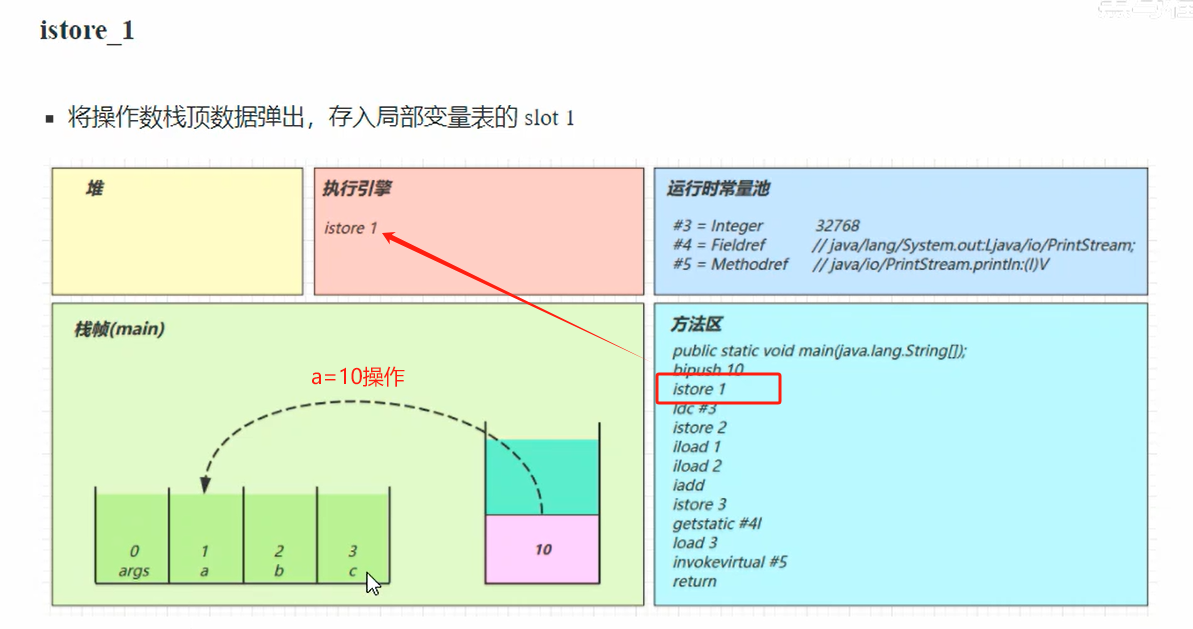 istore_1
▪ 将操作数栈顶数据弹出，存入局部变量表的 slot 1
堆
执行引擎
istore 1
运行时常量池
#3 = Integer 32768
#4 = Fieldref // java/lang/System.out:Ljava/io/PrintStream;
#5 = Methodref // java/io/PrintStream.println:(I)V
栈帧(main)
a=10操作
0 1 2 3
args a b c
10
方法区
public static void main(java.lang.String[]);
bipush 10
istore 1
ldc #3
istore 2
iload 1
iload 2
iadd
istore 3
getstatic #4I
load 3
invokevirtual #5
return